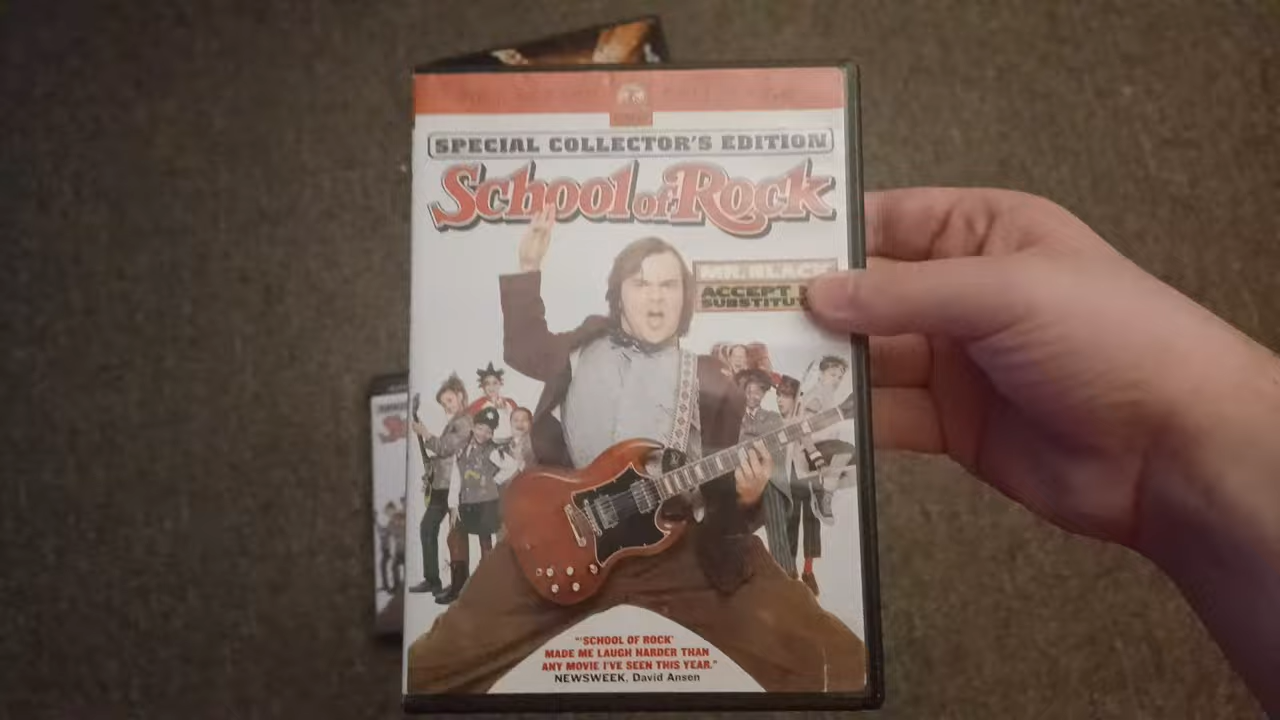 SPECIAL COLLECTOR'S EDITION
School of Rock
MR. BLACK
ACCEPT
SUBSTITUT
"'SCHOOL OF ROCK'
MADE ME LAUGH HARDER THAN
ANY MOVIE I'VE SEEN THIS YEAR."
NEWSWEEK, David Ansen